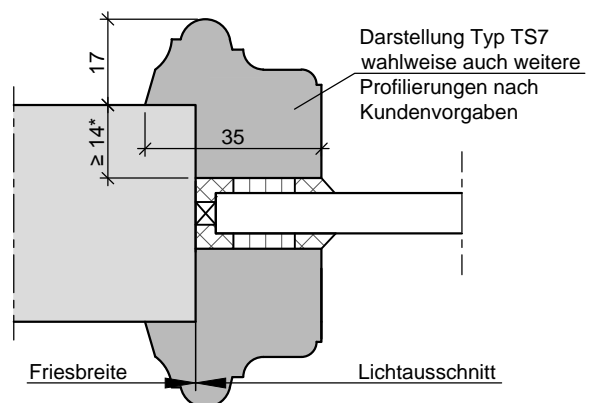 Darstellung Typ TS7
wahlweise auch weitere
Profilierungen nach
Kundenvorgaben
17
≥ 14*
35
Friesbreite
Lichtausschnitt